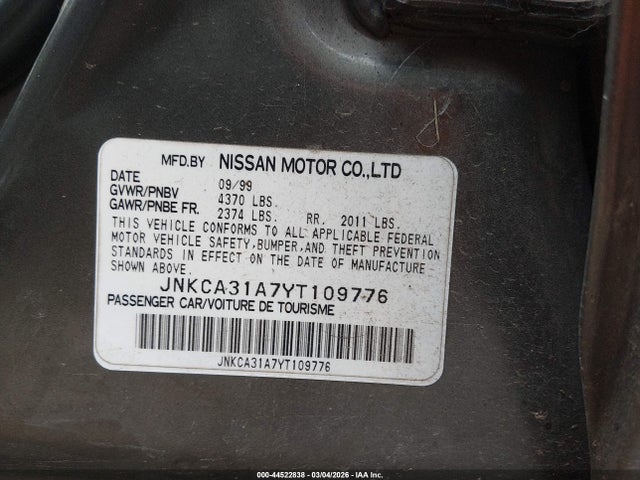 MFD.BY NISSAN MOTOR CO.,LTD
DATE 09/99
GVWR/PNBV 4370 LBS.
GAWR/PNBE FR. 2374 LBS. RR. 2011 LBS.
THIS VEHICLE CONFORMS TO ALL APPLICABLE FEDERAL
MOTOR VEHICLE SAFETY,BUMPER,AND THEFT PREVENTION
STANDARDS IN EFFECT ON THE DATE OF MANUFACTURE
SHOWN ABOVE.
JNKCA31A7YT109776
PASSENGER CAR/VOITURE DE TOURISME
JNKCA31A7YT109776
000-44522838 - 03/04/2026 - IAA Inc.